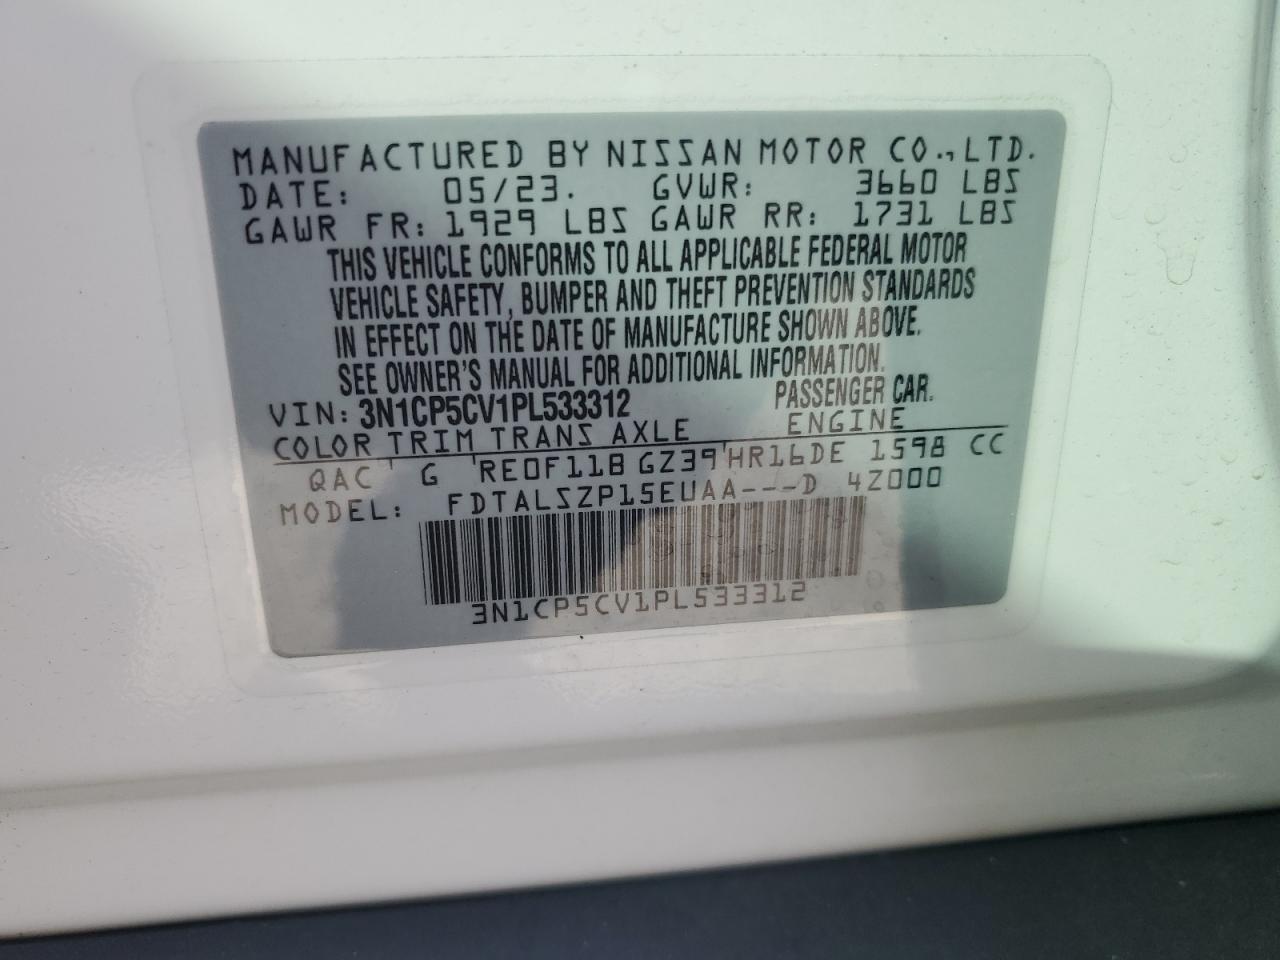 MANUFACTURED BY NISSAN MOTOR CO., LTD.
DATE: 05/23. GVWR: 3660 LBS
GAWR FR: 1929 LBS GAWR RR: 1731 LBS
THIS VEHICLE CONFORMS TO ALL APPLICABLE FEDERAL MOTOR
VEHICLE SAFETY, BUMPER AND THEFT PREVENTION STANDARDS
IN EFFECT ON THE DATE OF MANUFACTURE SHOWN ABOVE.
SEE OWNER'S MANUAL FOR ADDITIONAL INFORMATION.
VIN: 3N1CP5CV1PL533312 PASSENGER CAR.
COLOR TRIM TRANS AXLE ENGINE
QAC G RE0F11B GZ39 HR16DE 1598 CC
MODEL: FDTALSZP15EUAA---D 4Z000
3N1CP5CV1PL533312